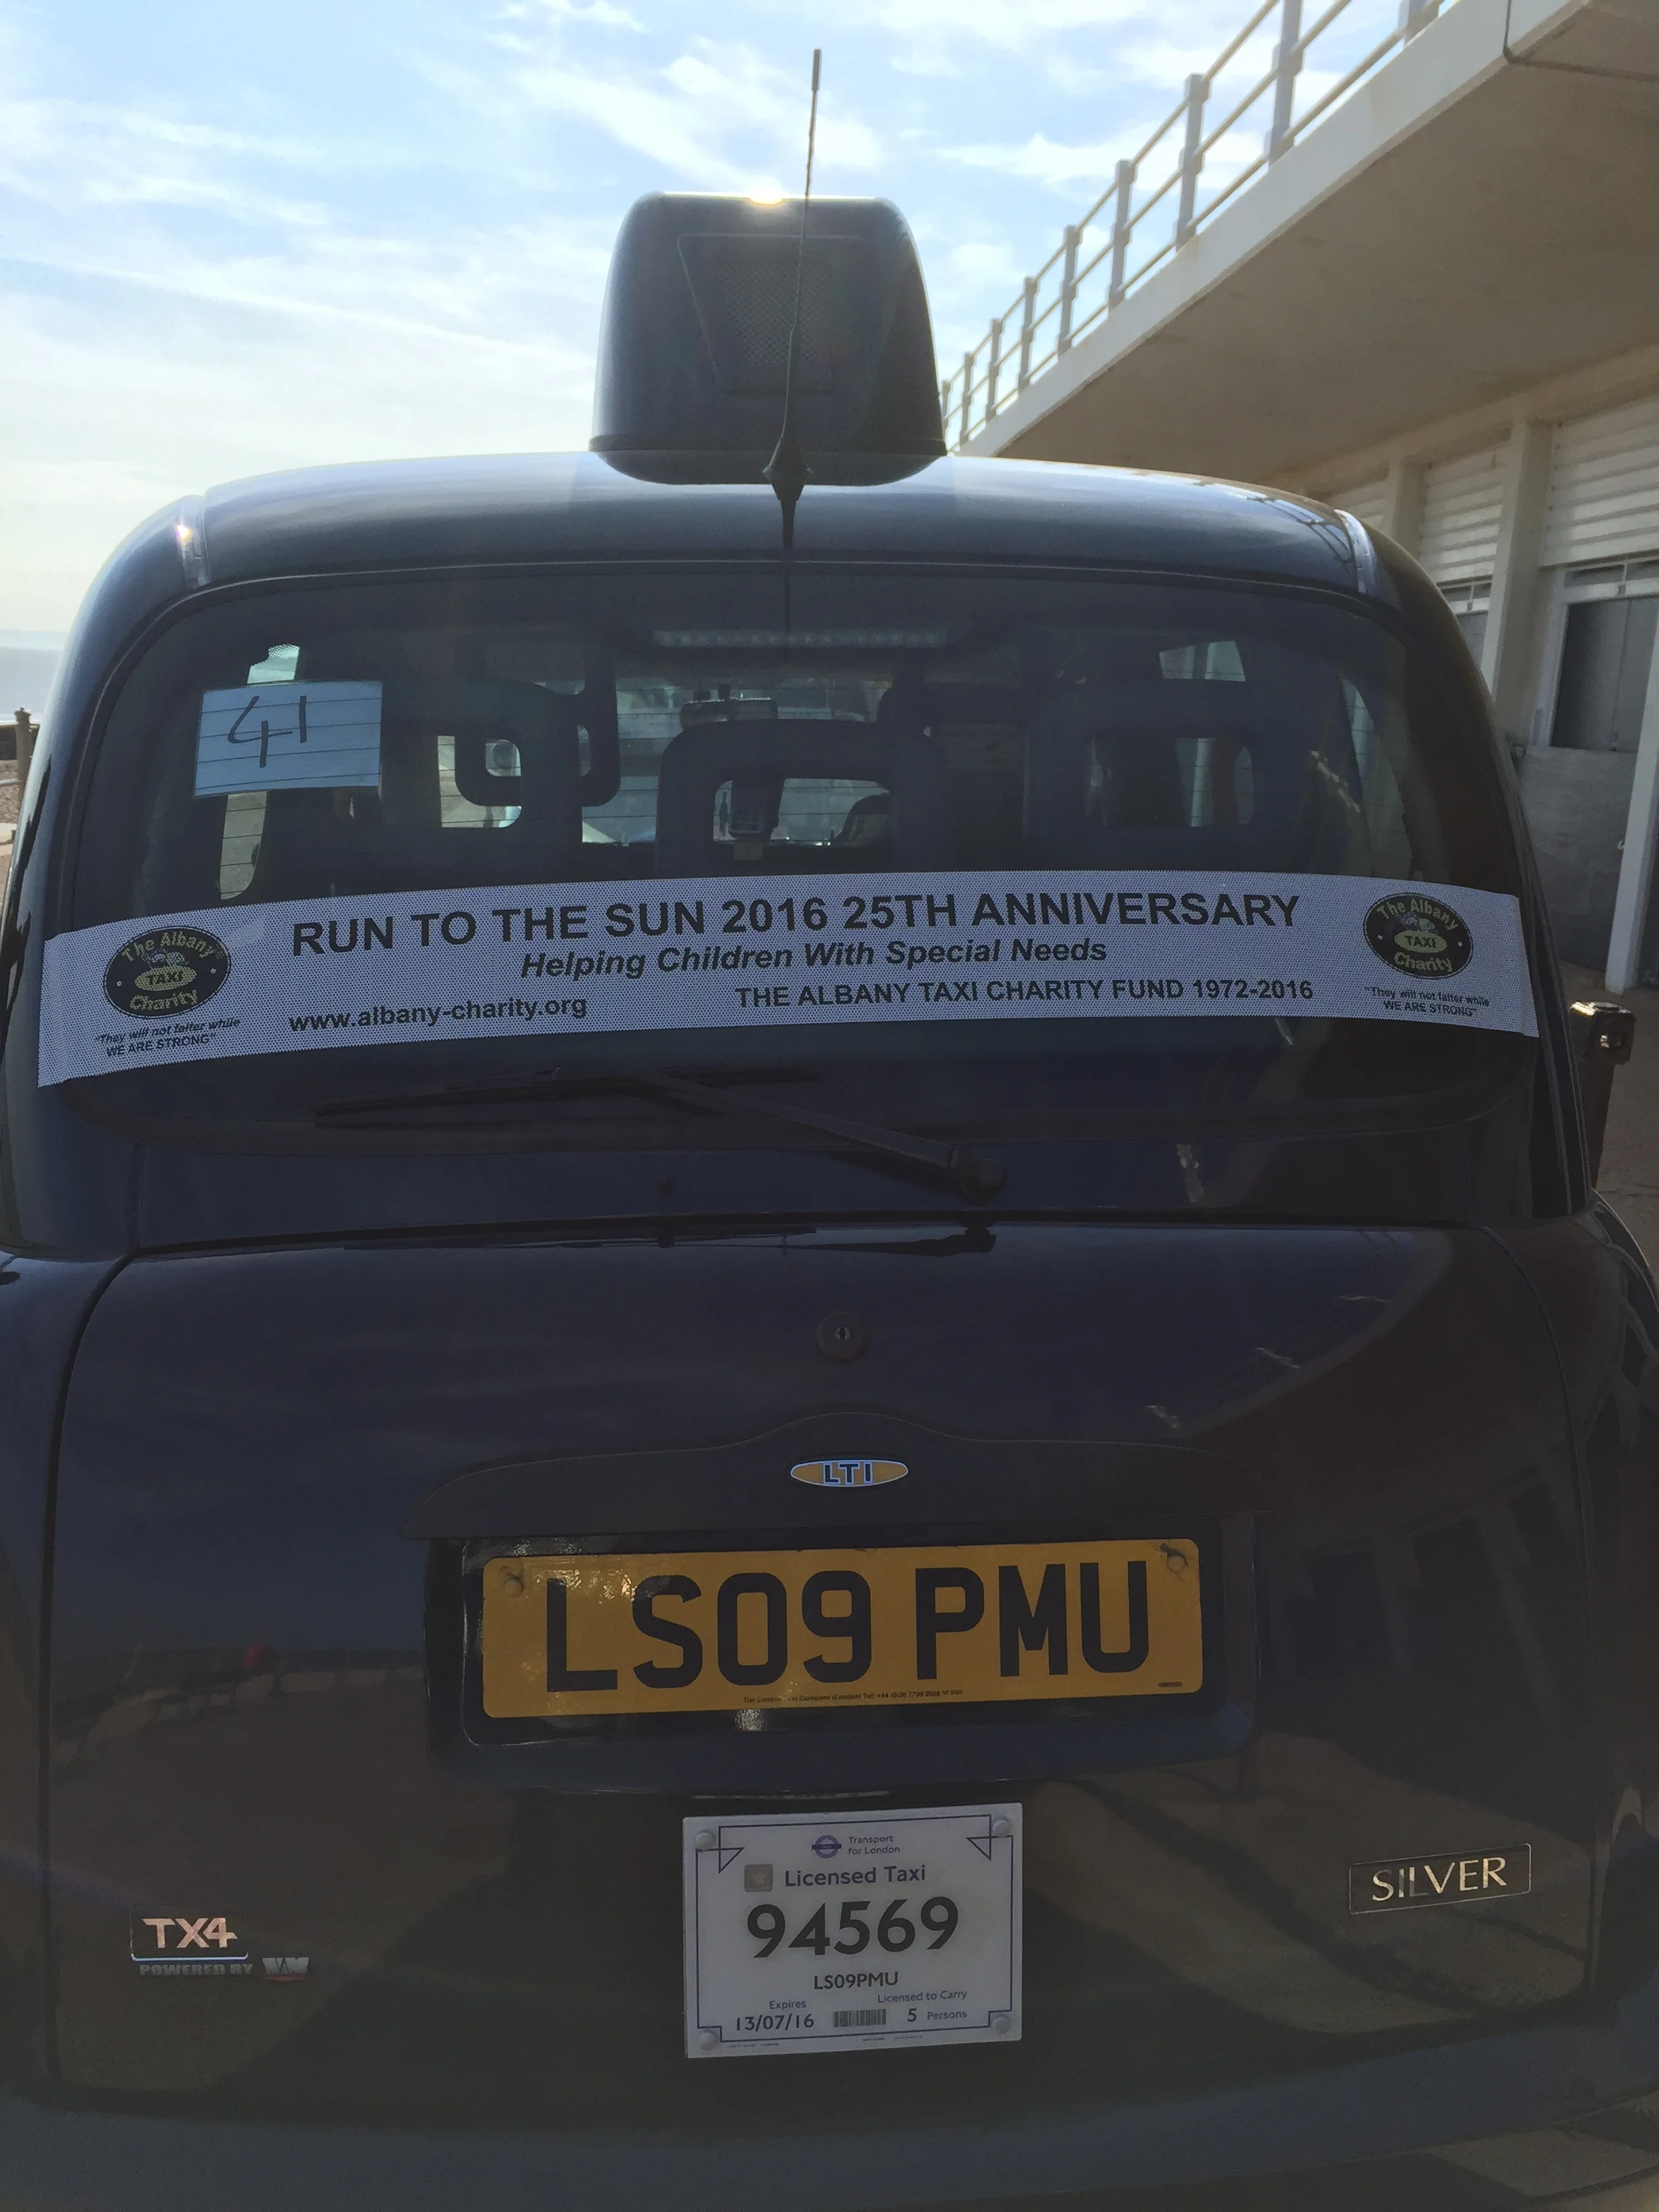 41
RUN TO THE SUN 2016 25TH ANNIVERSARY
Helping Children With Special Needs
THE ALBANY TAXI CHARITY FUND 1972-2016
www.albany-charity.org
The Albany
TAXI
Charity
"They will not falter while
WE ARE STRONG"
The Albany
TAXI
Charity
"They will not falter while
WE ARE STRONG"
LTI
LS09 PMU
Transport
for London
Licensed Taxi
94569
LS09PMU
Expires
13/07/16
Licensed to Carry
5 Persons
TX4
POWERED BY VM
SILVER